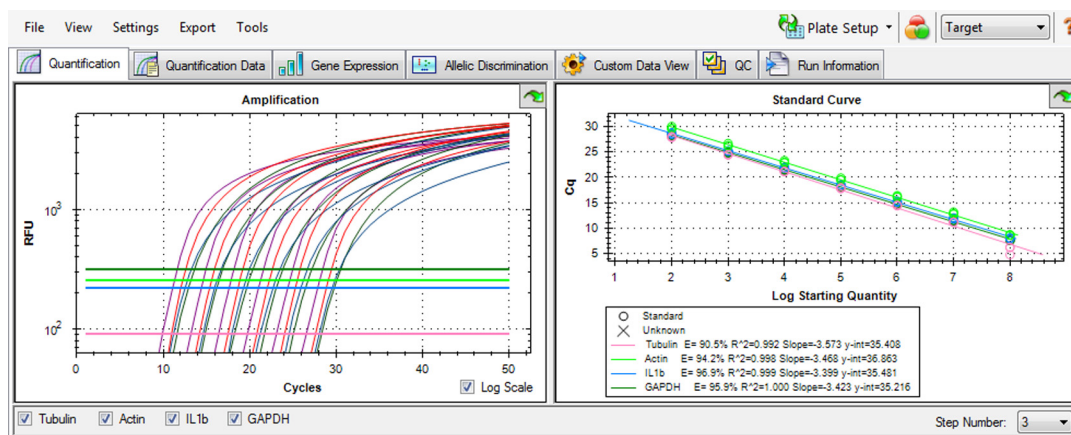 File View Settings Export Tools Plate Setup Target ?
Quantification Quantification Data Gene Expression Allelic Discrimination Custom Data View QC Run Information
Amplification
10^3
10^2
RFU
0 10 20 30 40 50
Cycles
Log Scale
Standard Curve
30
25
20
15
10
5
Cq
1 2 3 4 5 6 7 8
Log Starting Quantity
Standard
Unknown
Tubulin E= 90.5% R^2=0.992 Slope=-3.573 y-int=35.408
Actin E= 94.2% R^2=0.998 Slope=-3.468 y-int=36.863
IL1b E= 96.9% R^2=0.999 Slope=-3.399 y-int=35.481
GAPDH E= 95.9% R^2=1.000 Slope=-3.423 y-int=35.216
Tubulin Actin IL1b GAPDH Step Number: 3